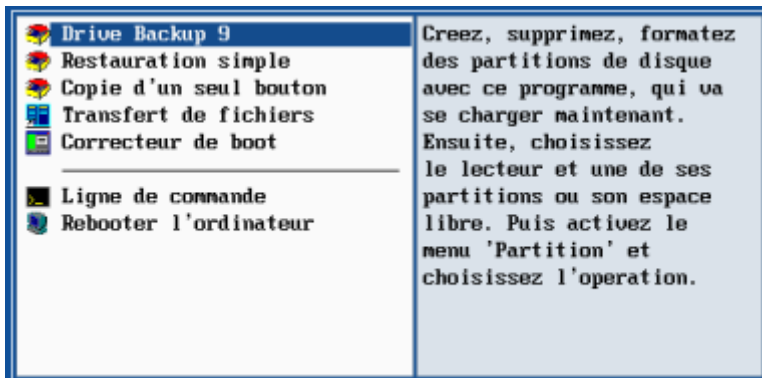 Drive Backup 9
Restauration simple
Copie d'un seul bouton
Transfert de fichiers
Correcteur de boot
Ligne de commande
Rebooter l'ordinateur
Creez, supprimez, formatez
des partitions de disque
avec ce programme, qui va
se charger maintenant.
Ensuite, choisissez
le lecteur et une de ses
partitions ou son espace
libre. Puis activez le
menu 'Partition' et
choisissez l'operation.